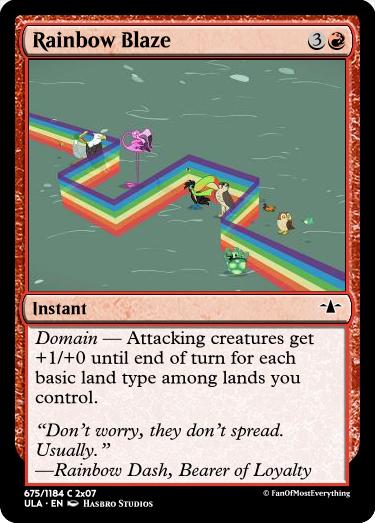 Rainbow Blaze 3
Instant
Domain — Attacking creatures get
+1/+0 until end of turn for each
basic land type among lands you
control.
“Don’t worry, they don’t spread.
Usually.”
—Rainbow Dash, Bearer of Loyalty
675/1184 C 2x07
ULA • EN HASBRO STUDIOS
© FanOfMostEverything